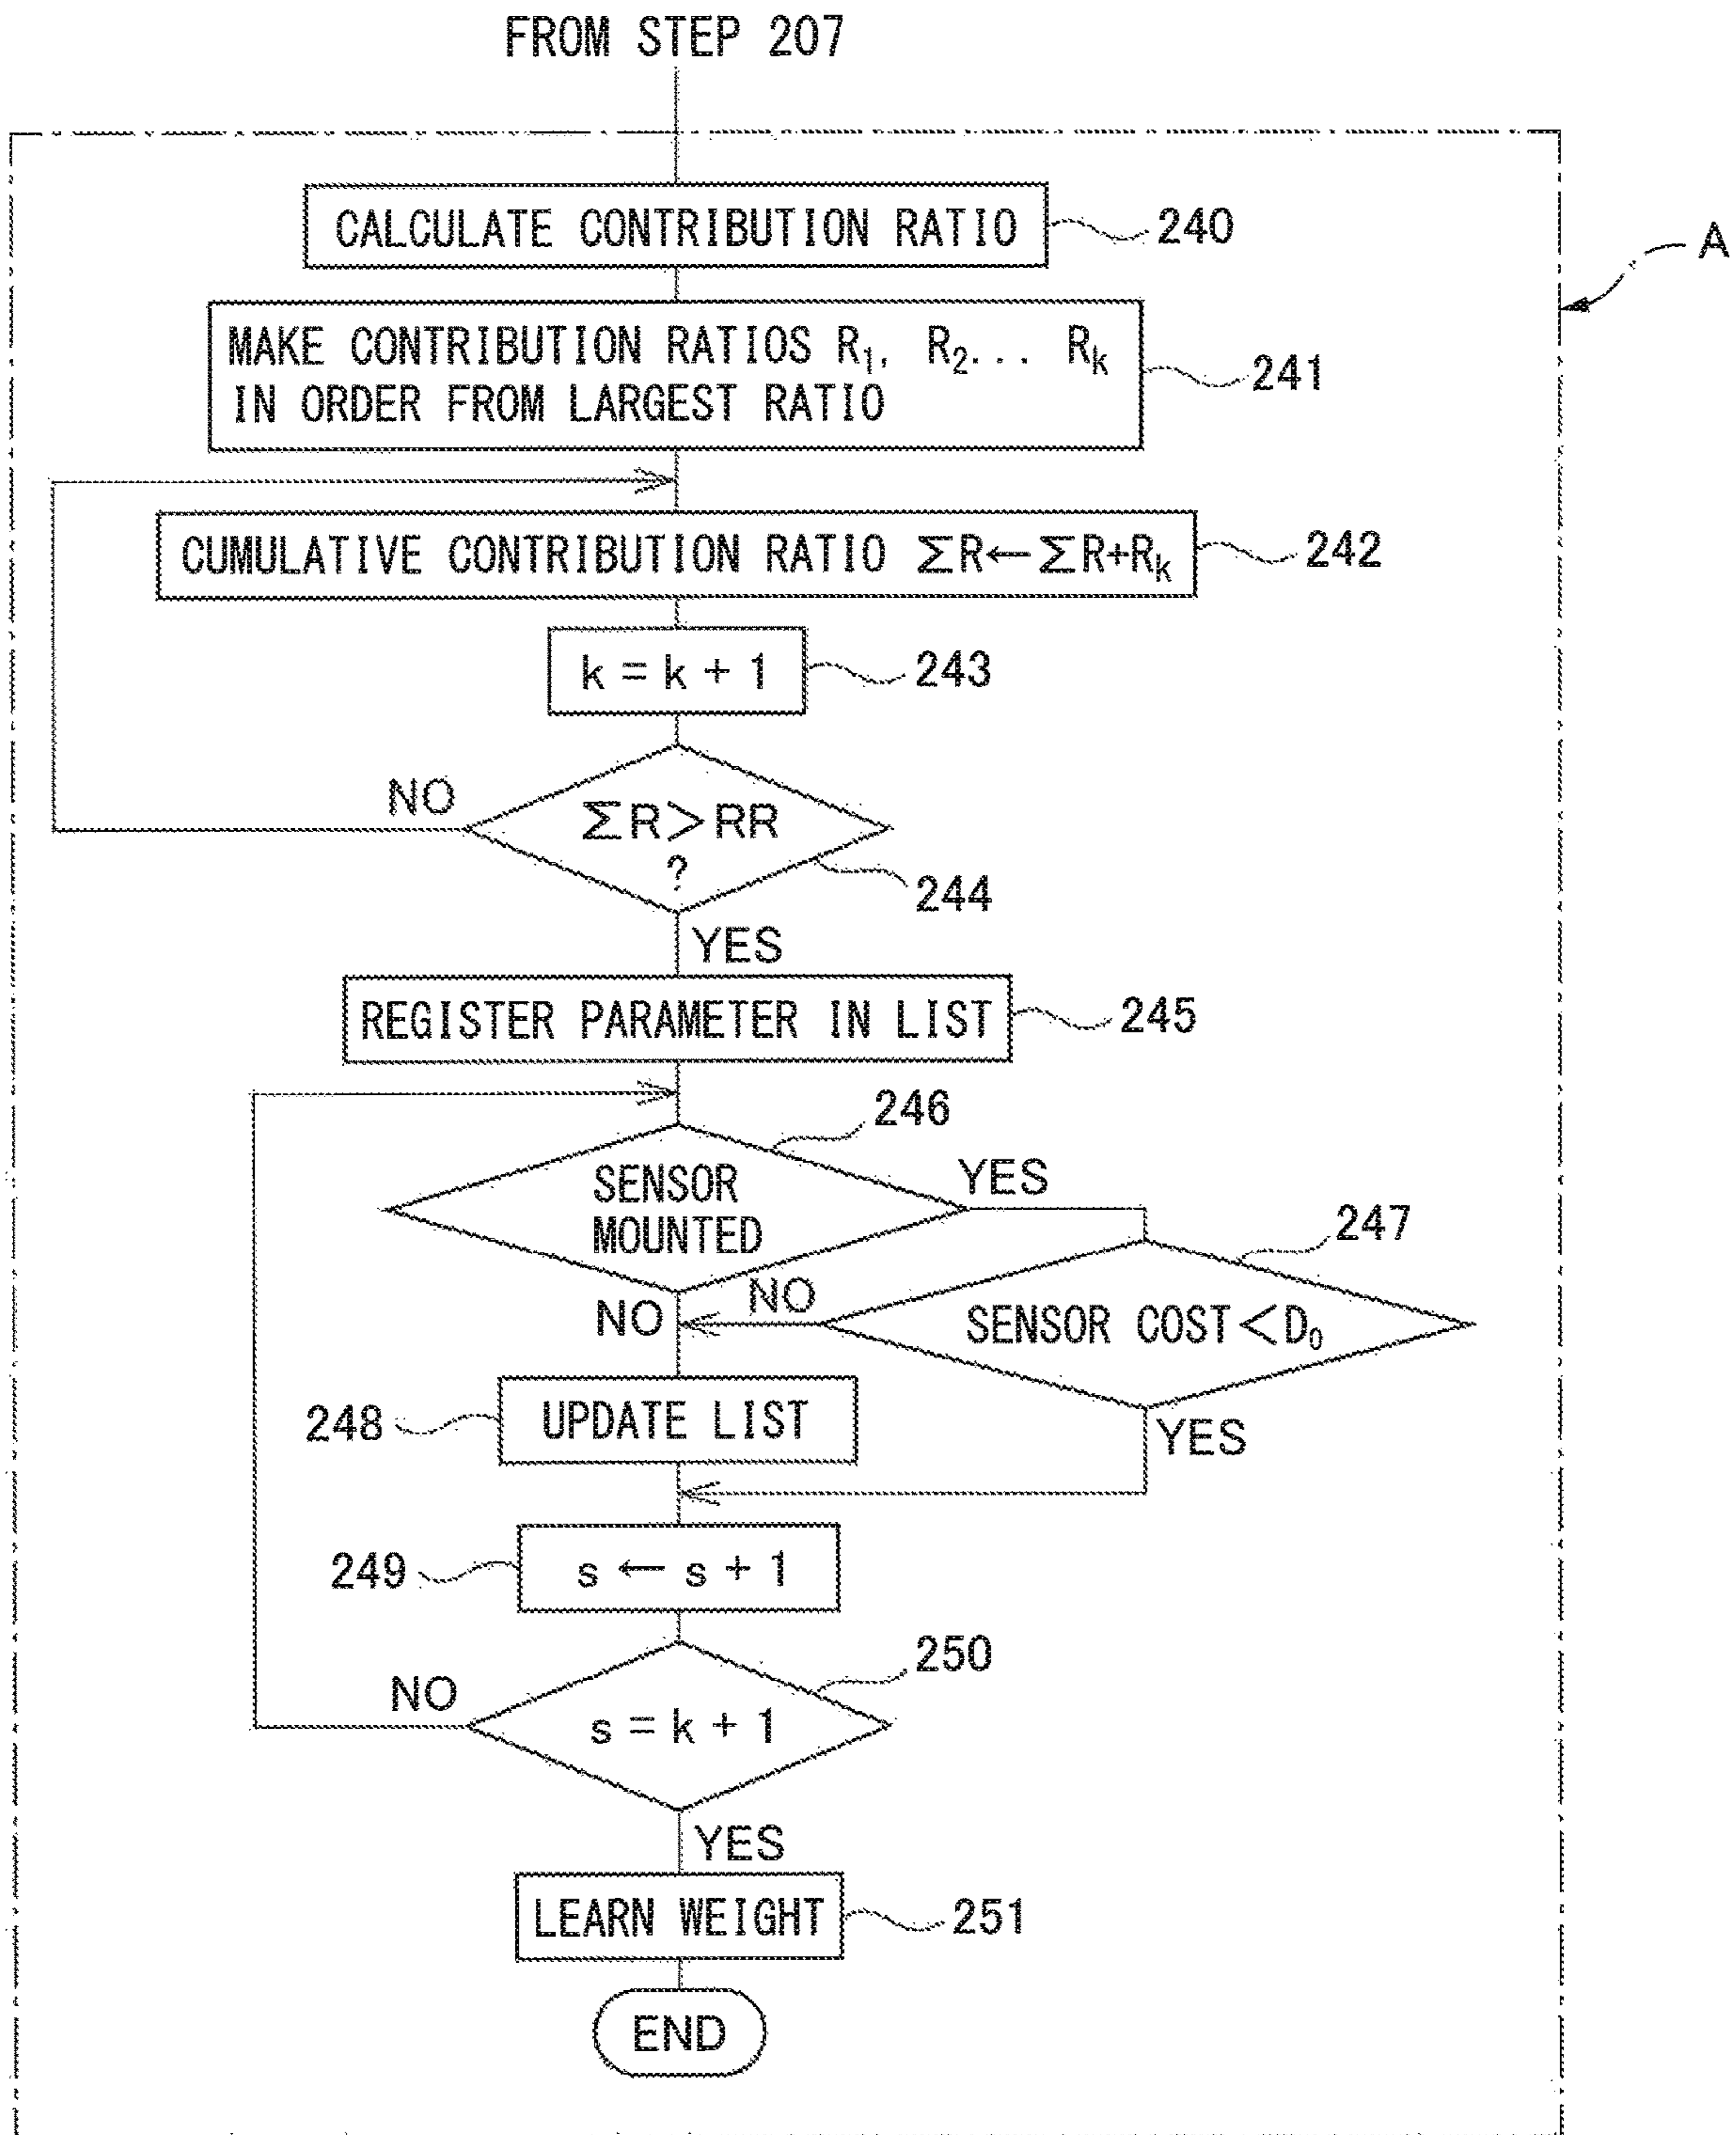 FROM STEP 207
CALCULATE CONTRIBUTION RATIO
240
A
MAKE CONTRIBUTION RATIOS R₁, R₂... Rₖ
IN ORDER FROM LARGEST RATIO
241
CUMULATIVE CONTRIBUTION RATIO ΣR←ΣR+Rₖ
242
k = k + 1
243
NO
ΣR>RR
?
244
YES
REGISTER PARAMETER IN LIST
245
246
SENSOR
MOUNTED
YES
247
NO
NO
SENSOR COST<D₀
248
UPDATE LIST
YES
249
s ← s + 1
250
NO
s = k + 1
YES
LEARN WEIGHT
251
END